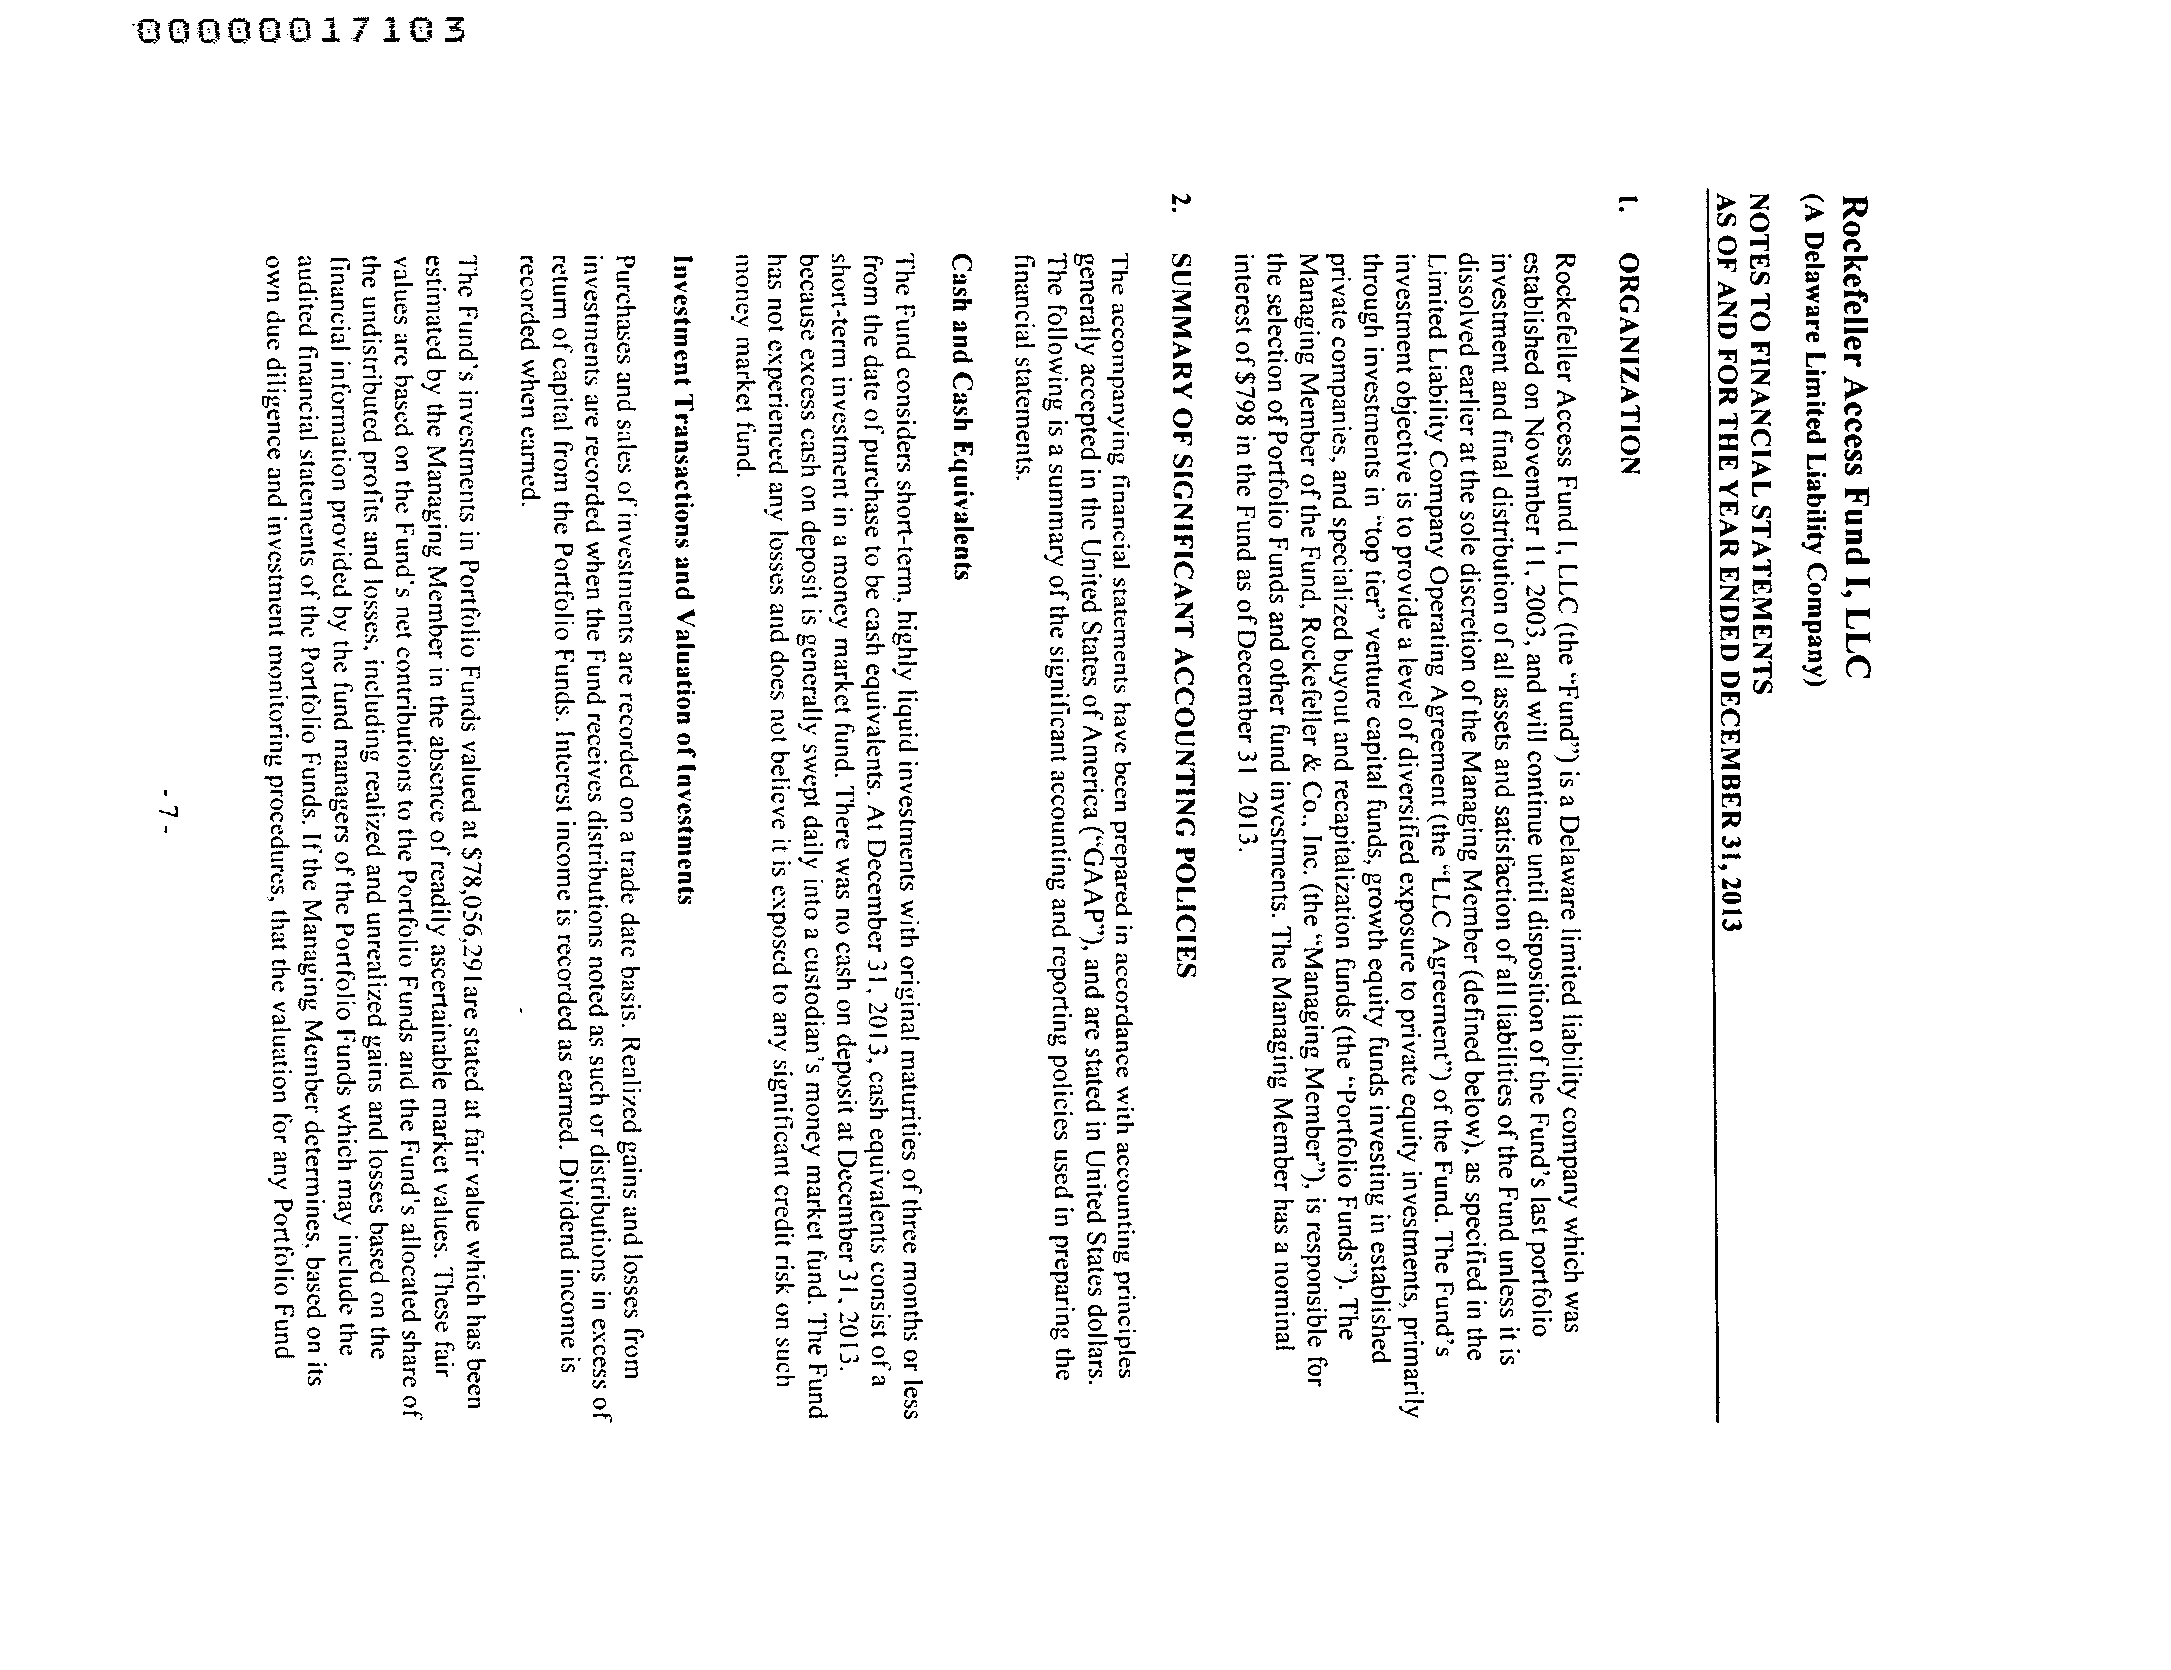 00000017103
Rockefeller Access Fund I, LLC
(A Delaware Limited Liability Company)
NOTES TO FINANCIAL STATEMENTS
AS OF AND FOR THE YEAR ENDED DECEMBER 31, 2013
1. ORGANIZATION
Rockefeller Access Fund I, LLC (the “Fund”) is a Delaware limited liability company which was
established on November 11, 2003, and will continue until disposition of the Fund’s last portfolio
investment and final distribution of all assets and satisfaction of all liabilities of the Fund unless it is
dissolved earlier at the sole discretion of the Managing Member (defined below), as specified in the
Limited Liability Company Operating Agreement (the “LLC Agreement”) of the Fund. The Fund’s
investment objective is to provide a level of diversified exposure to private equity investments, primarily
through investments in “top tier” venture capital funds, growth equity funds investing in established
private companies, and specialized buyout and recapitalization funds (the “Portfolio Funds”). The
Managing Member of the Fund, Rockefeller & Co., Inc. (the “Managing Member”), is responsible for
the selection of Portfolio Funds and other fund investments. The Managing Member has a nominal
interest of $798 in the Fund as of December 31 2013.
2. SUMMARY OF SIGNIFICANT ACCOUNTING POLICIES
The accompanying financial statements have been prepared in accordance with accounting principles
generally accepted in the United States of America (“GAAP”), and are stated in United States dollars.
The following is a summary of the significant accounting and reporting policies used in preparing the
financial statements.
Cash and Cash Equivalents
The Fund considers short-term, highly liquid investments with original maturities of three months or less
from the date of purchase to be cash equivalents. At December 31, 2013, cash equivalents consist of a
short-term investment in a money market fund. There was no cash on deposit at December 31, 2013.
because excess cash on deposit is generally swept daily into a custodian’s money market fund. The Fund
has not experienced any losses and does not believe it is exposed to any significant credit risk on such
money market fund.
Investment Transactions and Valuation of Investments
Purchases and sales of investments are recorded on a trade date basis. Realized gains and losses from
investments are recorded when the Fund receives distributions noted as such or distributions in excess of
return of capital from the Portfolio Funds. Interest income is recorded as earned. Dividend income is
recorded when earned.
The Fund’s investments in Portfolio Funds valued at $78,056,291are stated at fair value which has been
estimated by the Managing Member in the absence of readily ascertainable market values. These fair
values are based on the Fund’s net contributions to the Portfolio Funds and the Fund’s allocated share of
the undistributed profits and losses, including realized and unrealized gains and losses based on the
financial information provided by the fund managers of the Portfolio Funds which may include the
audited financial statements of the Portfolio Funds. If the Managing Member determines, based on its
own due diligence and investment monitoring procedures, that the valuation for any Portfolio Fund
- 7 -